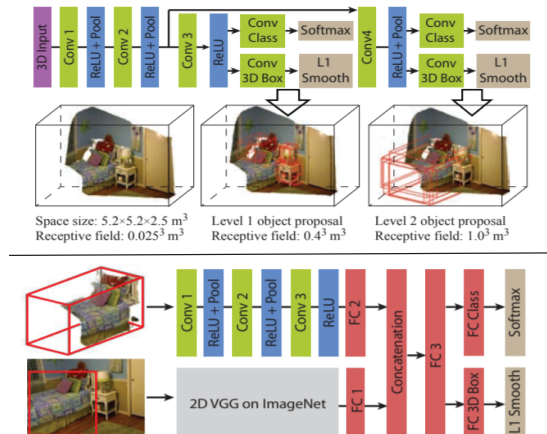 3D Input
Conv 1
ReLU + Pool
Conv 2
ReLU + Pool
Conv 3
ReLU
Conv Class
Softmax
Conv 3D Box
L1 Smooth
Conv4
ReLU + Pool
Conv Class
Softmax
Conv 3D Box
L1 Smooth
Space size: 5.2×5.2×2.5 m³
Receptive field: 0.025³ m³
Level 1 object proposal
Receptive field: 0.4³ m³
Level 2 object proposal
Receptive field: 1.0³ m³
Conv 1
ReLU + Pool
Conv 2
ReLU + Pool
Conv 3
ReLU
FC 2
Concatenation
FC 3
FC Class
Softmax
2D VGG on ImageNet
FC 1
FC 3D Box
L1 Smooth